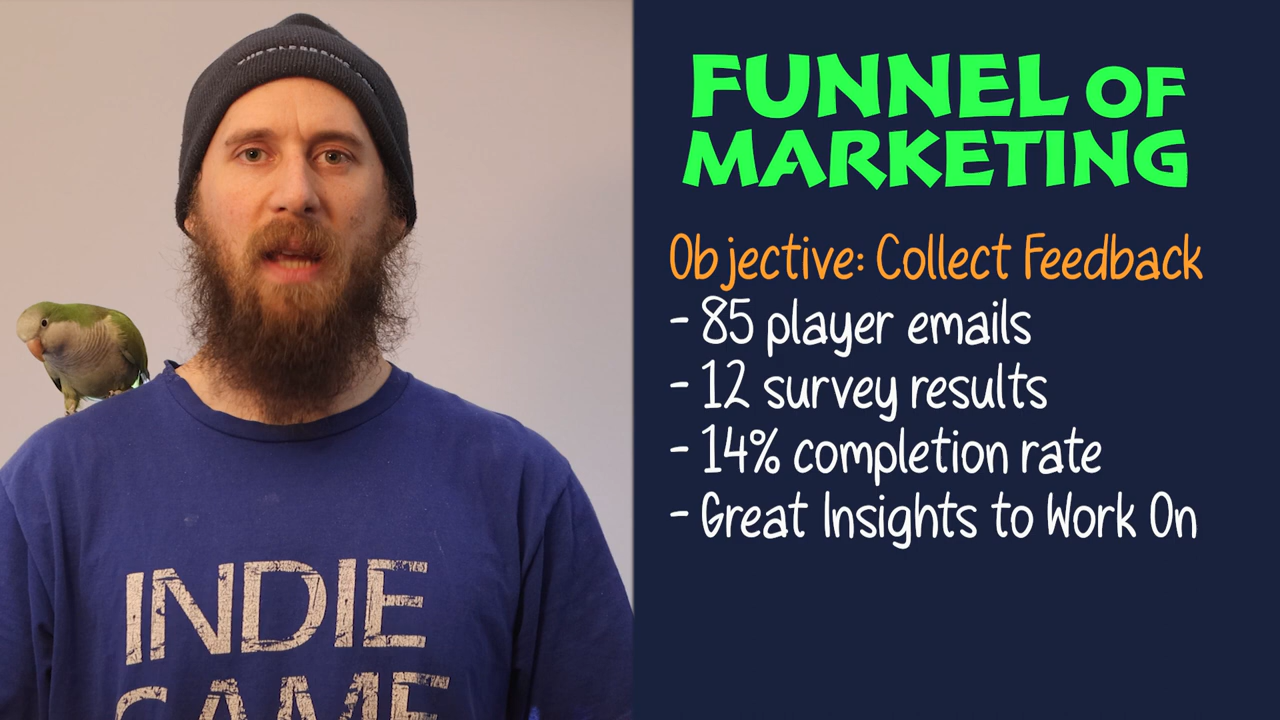 FUNNEL OF
MARKETING
Objective: Collect Feedback
- 85 player emails
- 12 survey results
- 14% completion rate
- Great Insights to Work On
INDIE
GAME